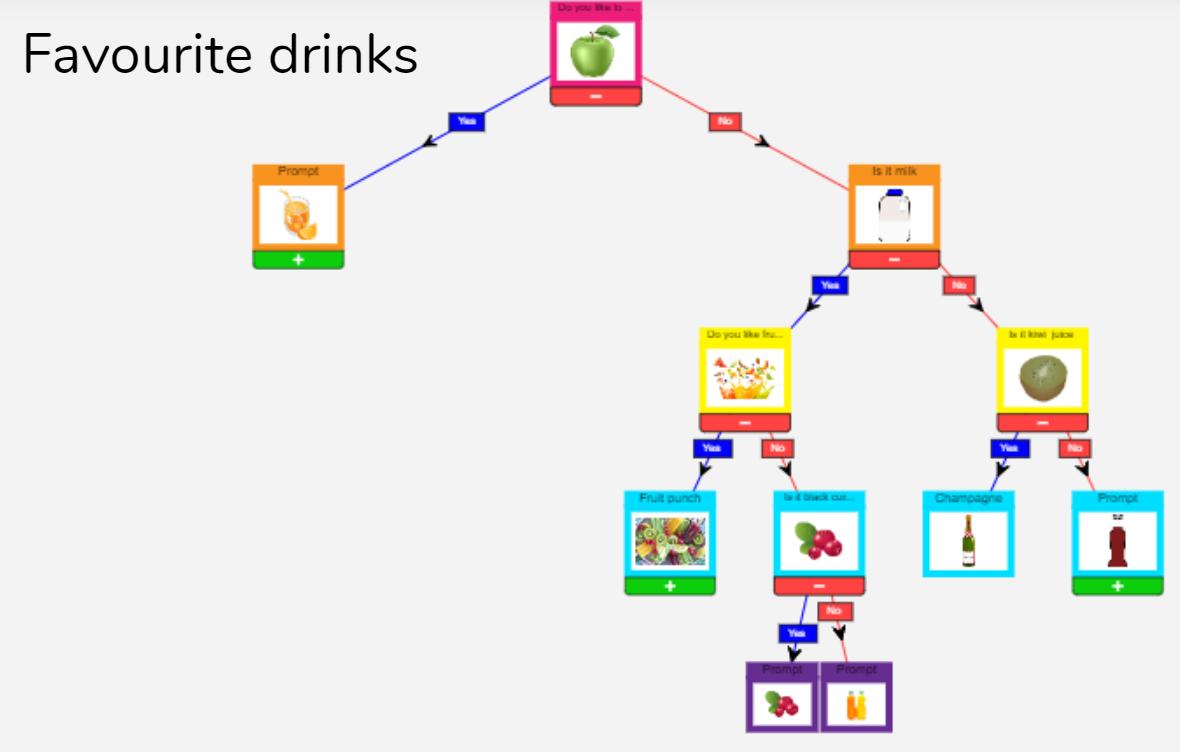 Do you like lo ...
Favourite drinks
Yes
No
Prompt
Is it milk
+
−
−
Yes
No
Do you like fru...
Is it kiwi juice
−
−
Yes
No
Yes
No
Fruit punch
Is it black cur...
Champagne
Prompt
+
−
+
No
Yes
Prompt
Prompt